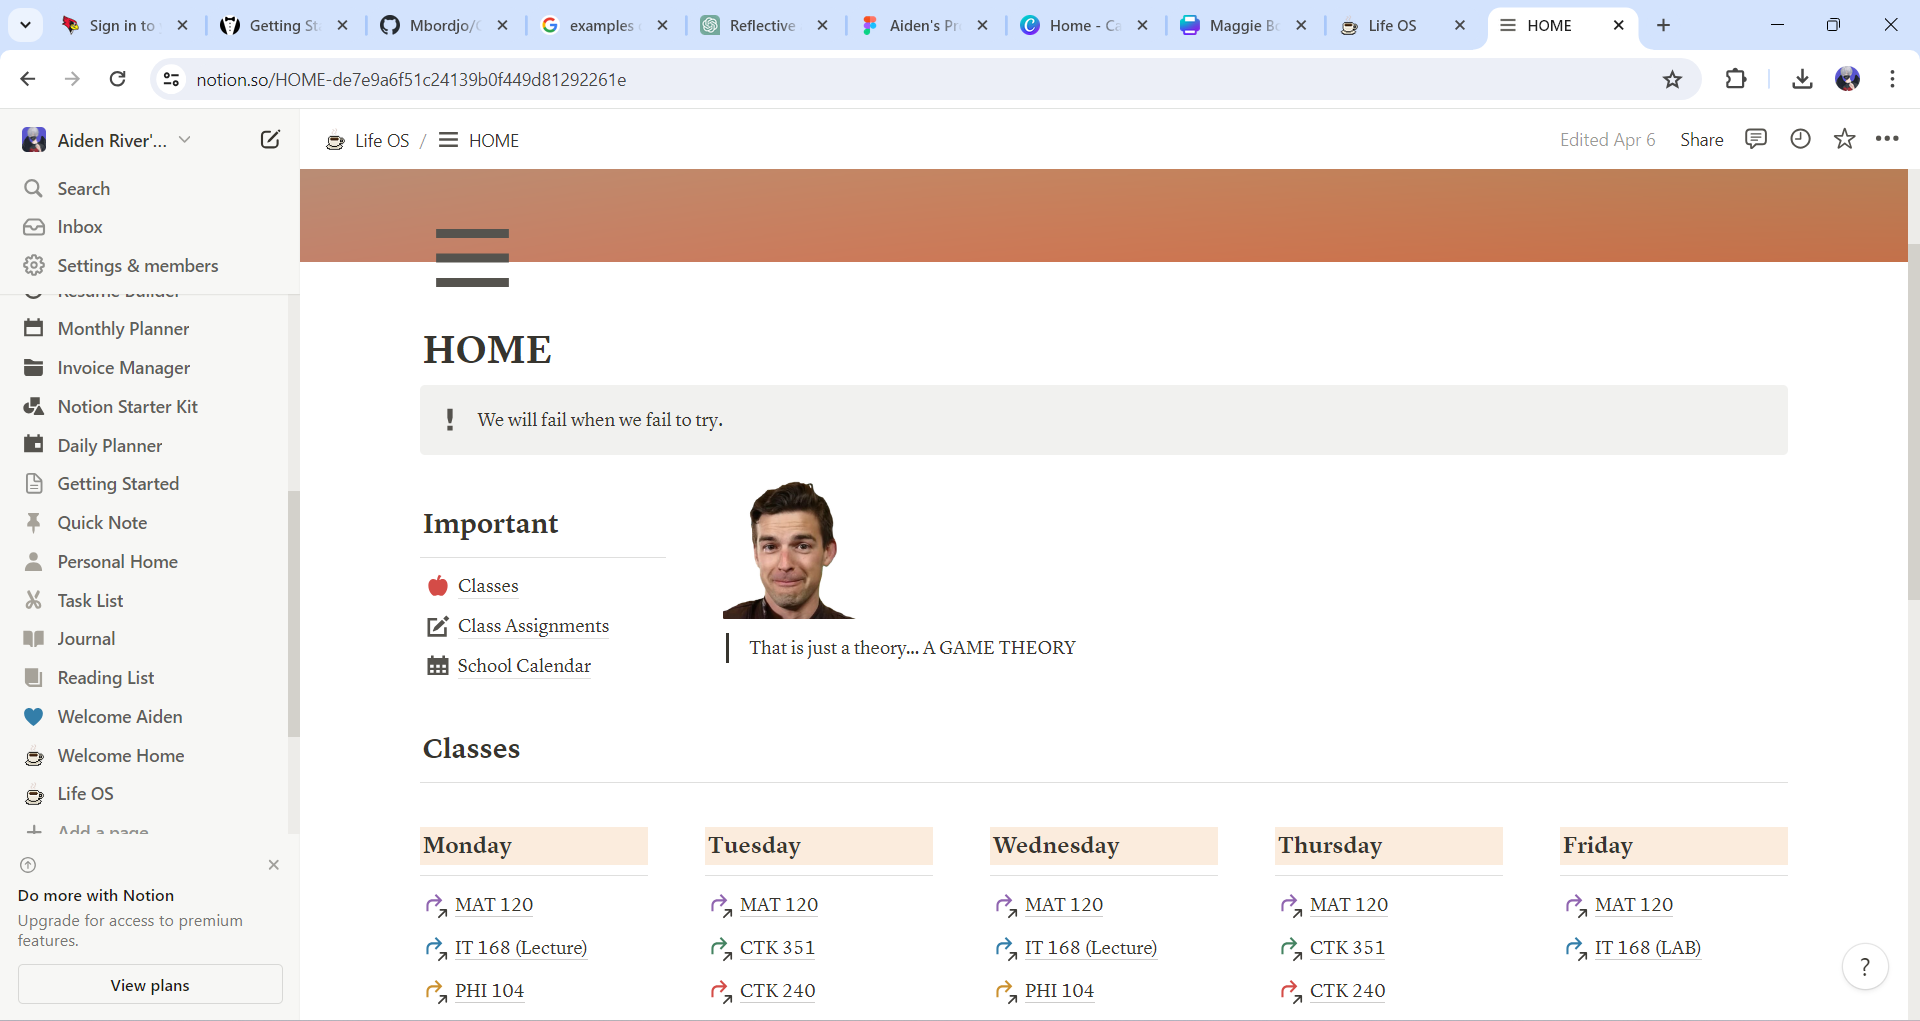 Sign in to
Getting St
Mbordjo/
examples
Reflective
Aiden's Pr
Home - Ca
Maggie B
Life OS
HOME
notion.so/HOME-de7e9a6f51c24139b0f449d81292261e
Aiden River'...
Life OS / HOME
Edited Apr 6
Share
Search
Inbox
Settings & members
Resume Builder
Monthly Planner
Invoice Manager
Notion Starter Kit
Daily Planner
Getting Started
Quick Note
Personal Home
Task List
Journal
Reading List
Welcome Aiden
Welcome Home
Life OS
Add a page
Do more with Notion
Upgrade for access to premium
features.
View plans
HOME
! We will fail when we fail to try.
Important
Classes
Class Assignments
School Calendar
That is just a theory... A GAME THEORY
Classes
Monday
MAT 120
IT 168 (Lecture)
PHI 104
Tuesday
MAT 120
CTK 351
CTK 240
Wednesday
MAT 120
IT 168 (Lecture)
PHI 104
Thursday
MAT 120
CTK 351
CTK 240
Friday
MAT 120
IT 168 (LAB)
?